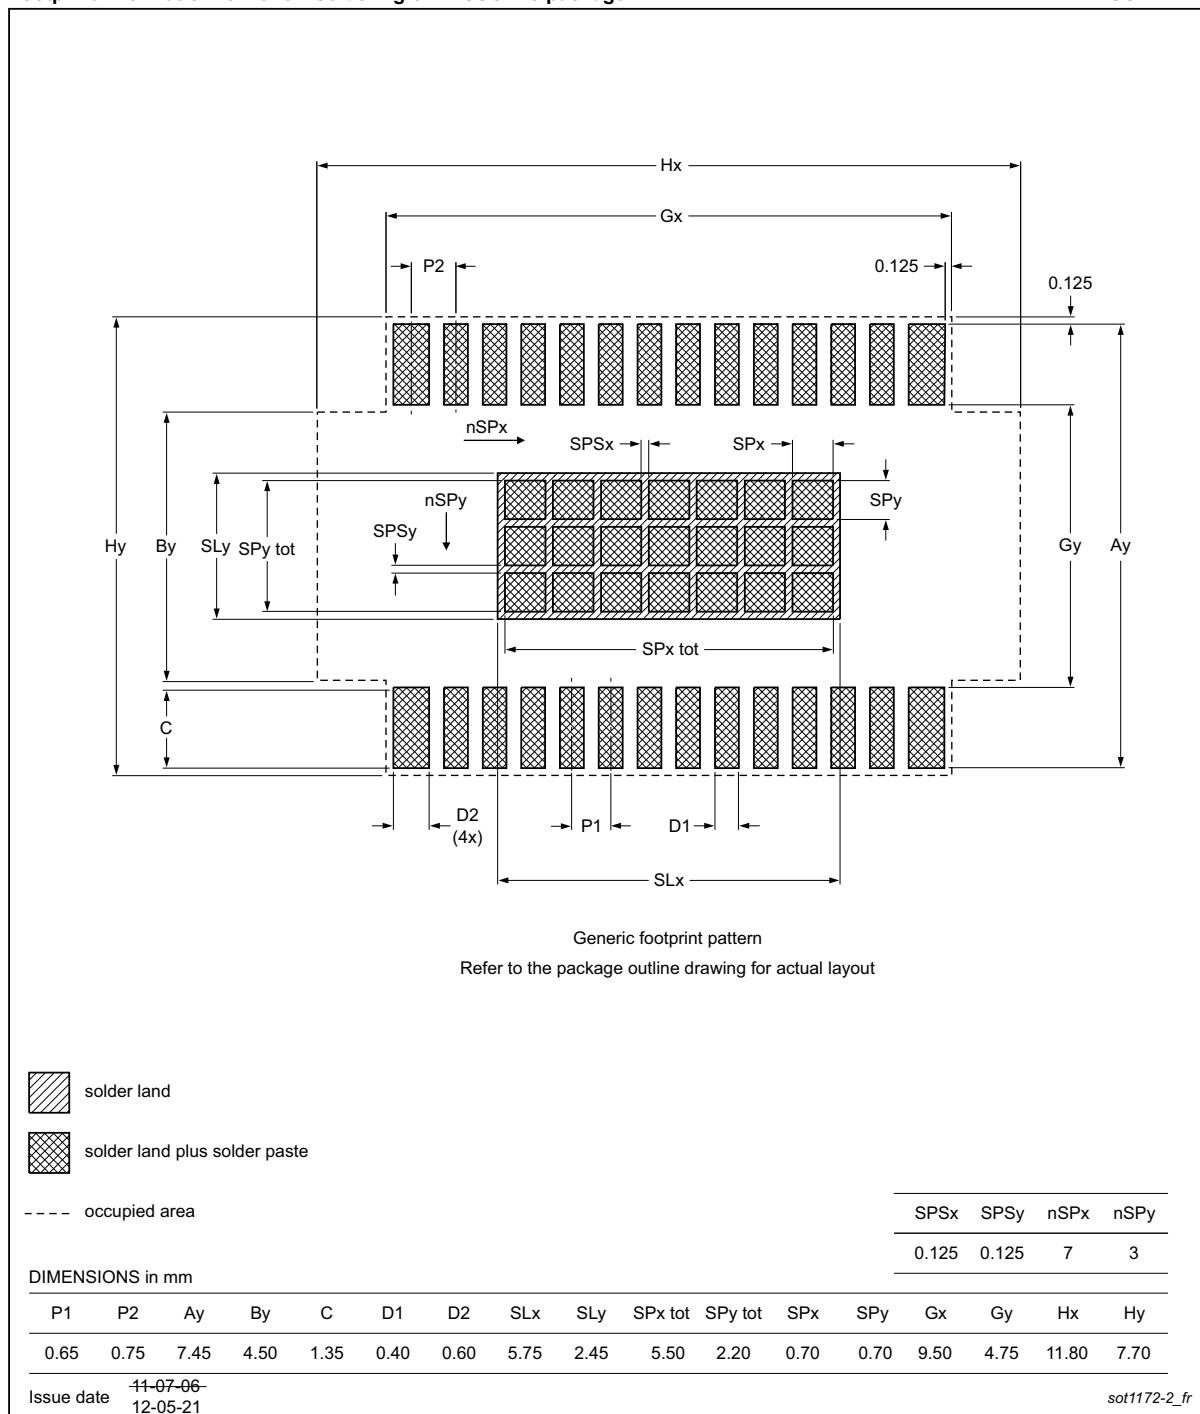 Hx
Gx
P2
0.125
0.125
nSPx
SPSx
SPx
nSPy
SPy
SPSy
Hy
By
SLy
SPy tot
Gy
Ay
SPx tot
C
D2
(4x)
P1
D1
SLx
Generic footprint pattern
Refer to the package outline drawing for actual layout
solder land
solder land plus solder paste
occupied area
SPSx SPSy nSPx nSPy
0.125 0.125 7 3
DIMENSIONS in mm
P1 P2 Ay By C D1 D2 SLx SLy SPx tot SPy tot SPx SPy Gx Gy Hx Hy
0.65 0.75 7.45 4.50 1.35 0.40 0.60 5.75 2.45 5.50 2.20 0.70 0.70 9.50 4.75 11.80 7.70
Issue date
11-07-06
12-05-21
sot1172-2_fr